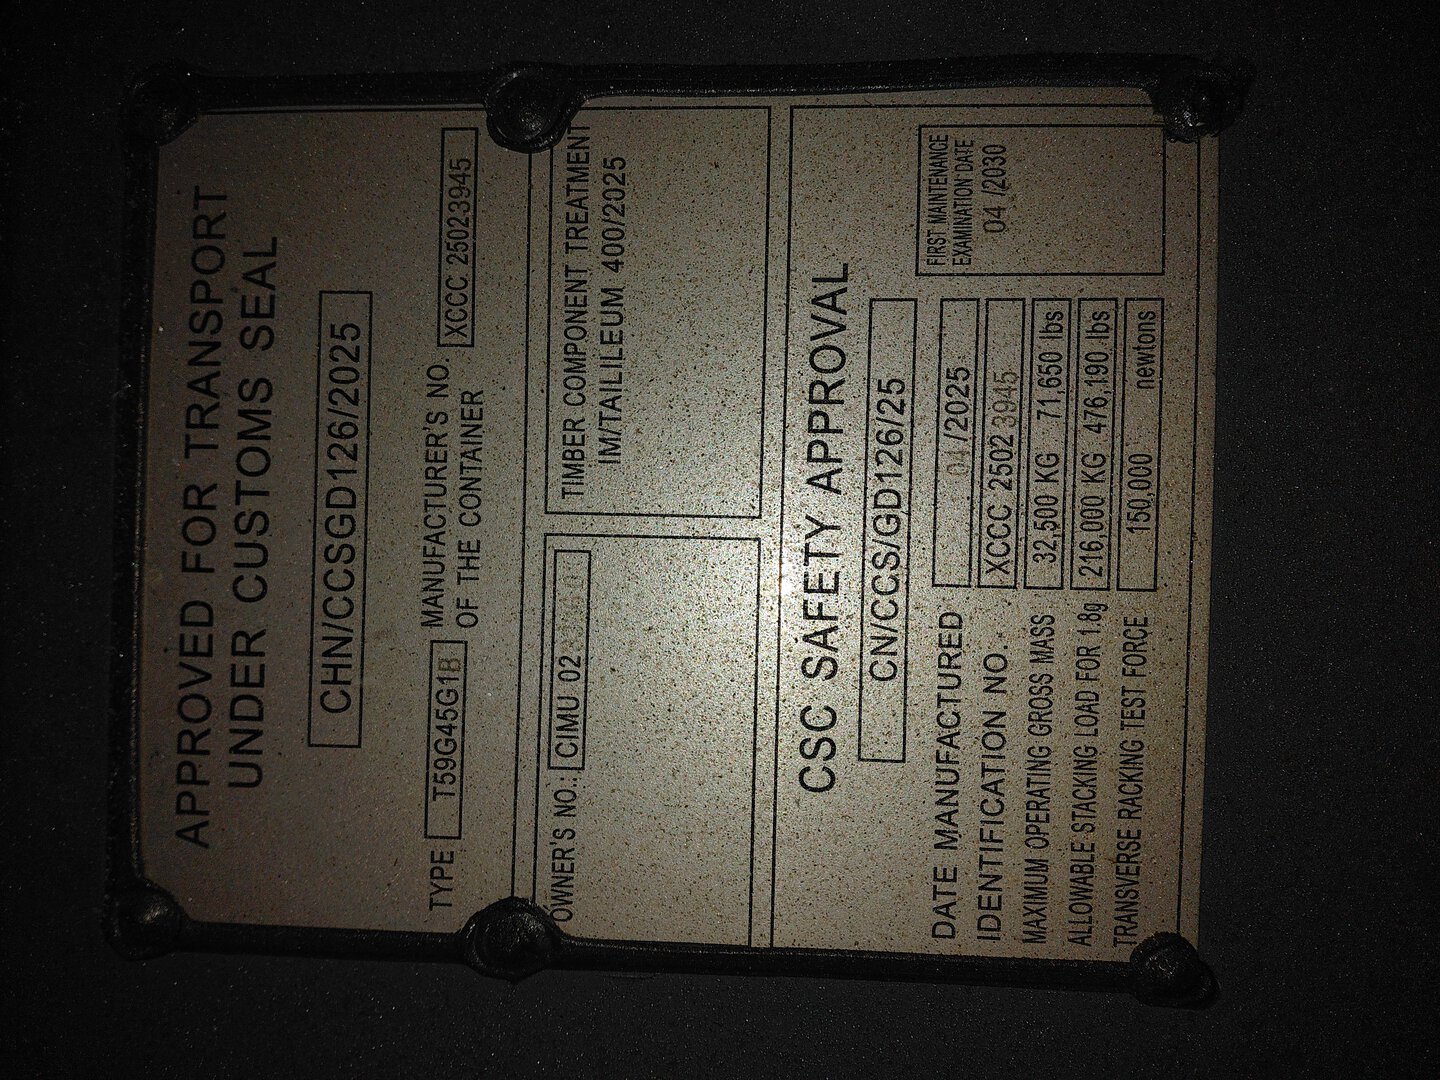 APPROVED FOR TRANSPORT
UNDER CUSTOMS SEAL
CHN/CCSGD126/2025
TYPE T59G45G1B MANUFACTURER'S NO.
OF THE CONTAINER XCCC 25023945
OWNER'S NO.: CIMU 02
TIMBER COMPONENT TREATMENT
IM/TAILILEUM 400/2025
CSC SAFETY APPROVAL
CN/CCS/GD126/25
DATE MANUFACTURED 04 /2025
IDENTIFICATION NO. XCCC 2502 3945
MAXIMUM OPERATING GROSS MASS 32,500 KG 71,650 lbs
ALLOWABLE STACKING LOAD FOR 1.8g 216,000 KG 476,190 lbs
TRANSVERSE RACKING TEST FORCE 150,000 newtons
FIRST MAINTENANCE
EXAMINATION DATE
04 /2030